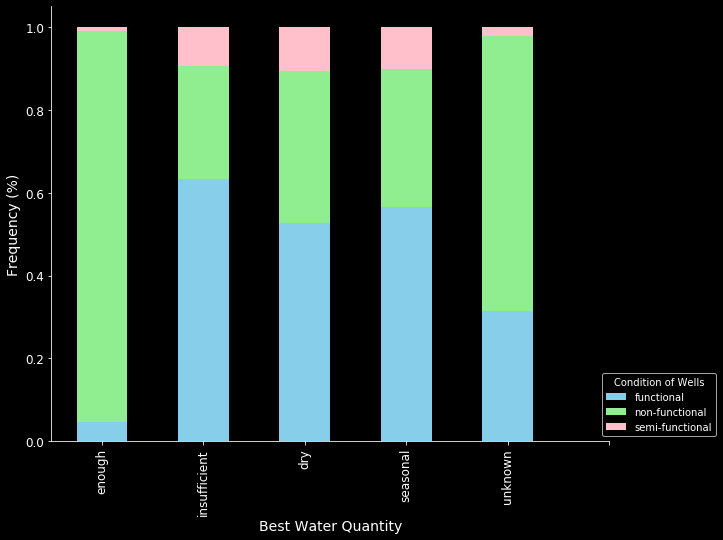 1.0
0.8
0.6
0.4
0.2
0.0
Frequency (%)
enough
insufficient
dry
seasonal
unknown
Best Water Quantity
Condition of Wells
functional
non-functional
semi-functional